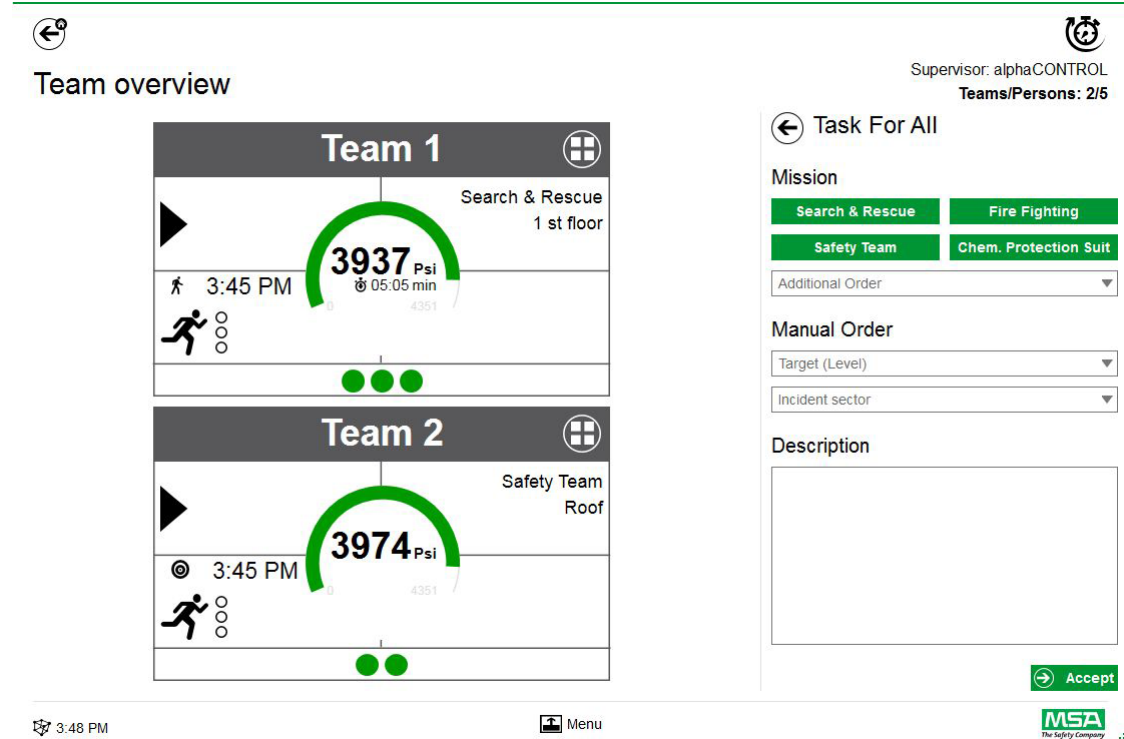 Supervisor: alphaCONTROL
Team overview
Teams/Persons: 2/5
Team 1
Search & Rescue
1 st floor
3937 Psi
05:05 min
3:45 PM
0 4351
Team 2
Safety Team
Roof
3974 Psi
3:45 PM
0 4351
Task For All
Mission
Search & Rescue
Fire Fighting
Safety Team
Chem. Protection Suit
Additional Order
Manual Order
Target (Level)
Incident sector
Description
Accept
3:48 PM
Menu
MSA
The Safety Company